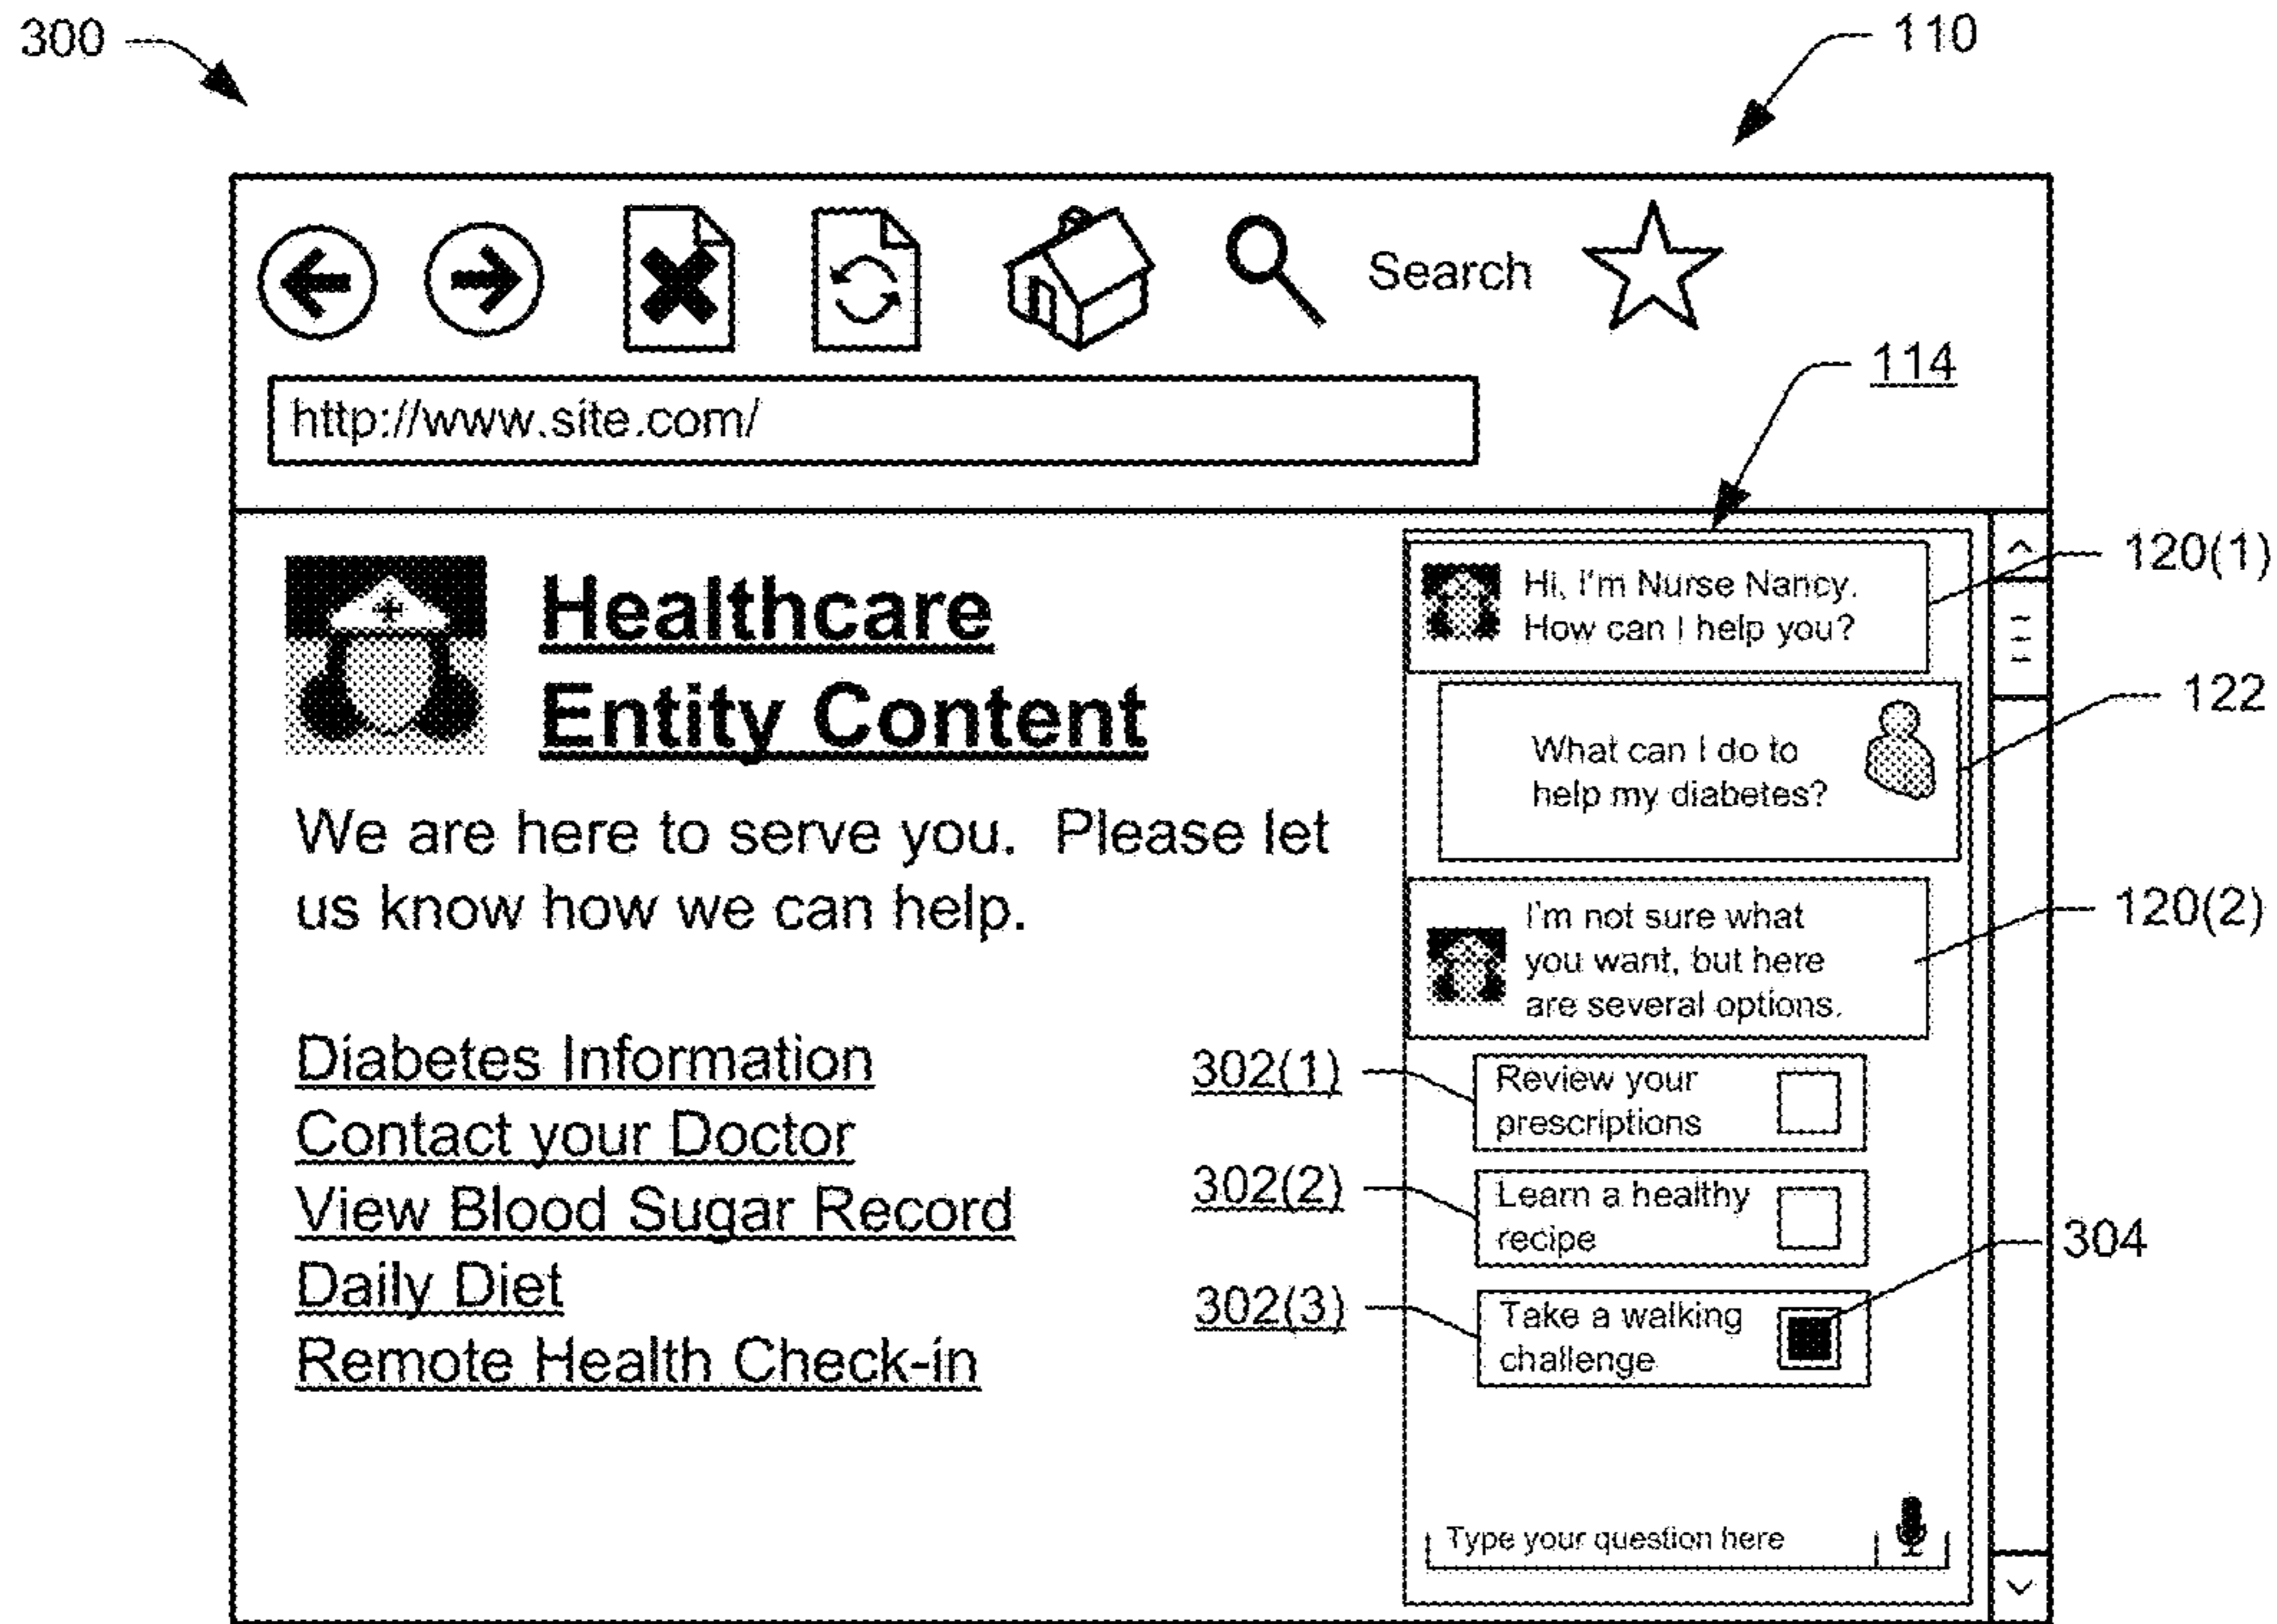 300
110
Search
114
http://www.site.com/
Healthcare
Entity Content
We are here to serve you. Please let
us know how we can help.
Diabetes Information
Contact your Doctor
View Blood Sugar Record
Daily Diet
Remote Health Check-in
Hi, I'm Nurse Nancy.
How can I help you?
120(1)
What can I do to
help my diabetes?
122
I'm not sure what
you want, but here
are several options.
120(2)
302(1)
Review your
prescriptions
302(2)
Learn a healthy
recipe
304
302(3)
Take a walking
challenge
Type your question here